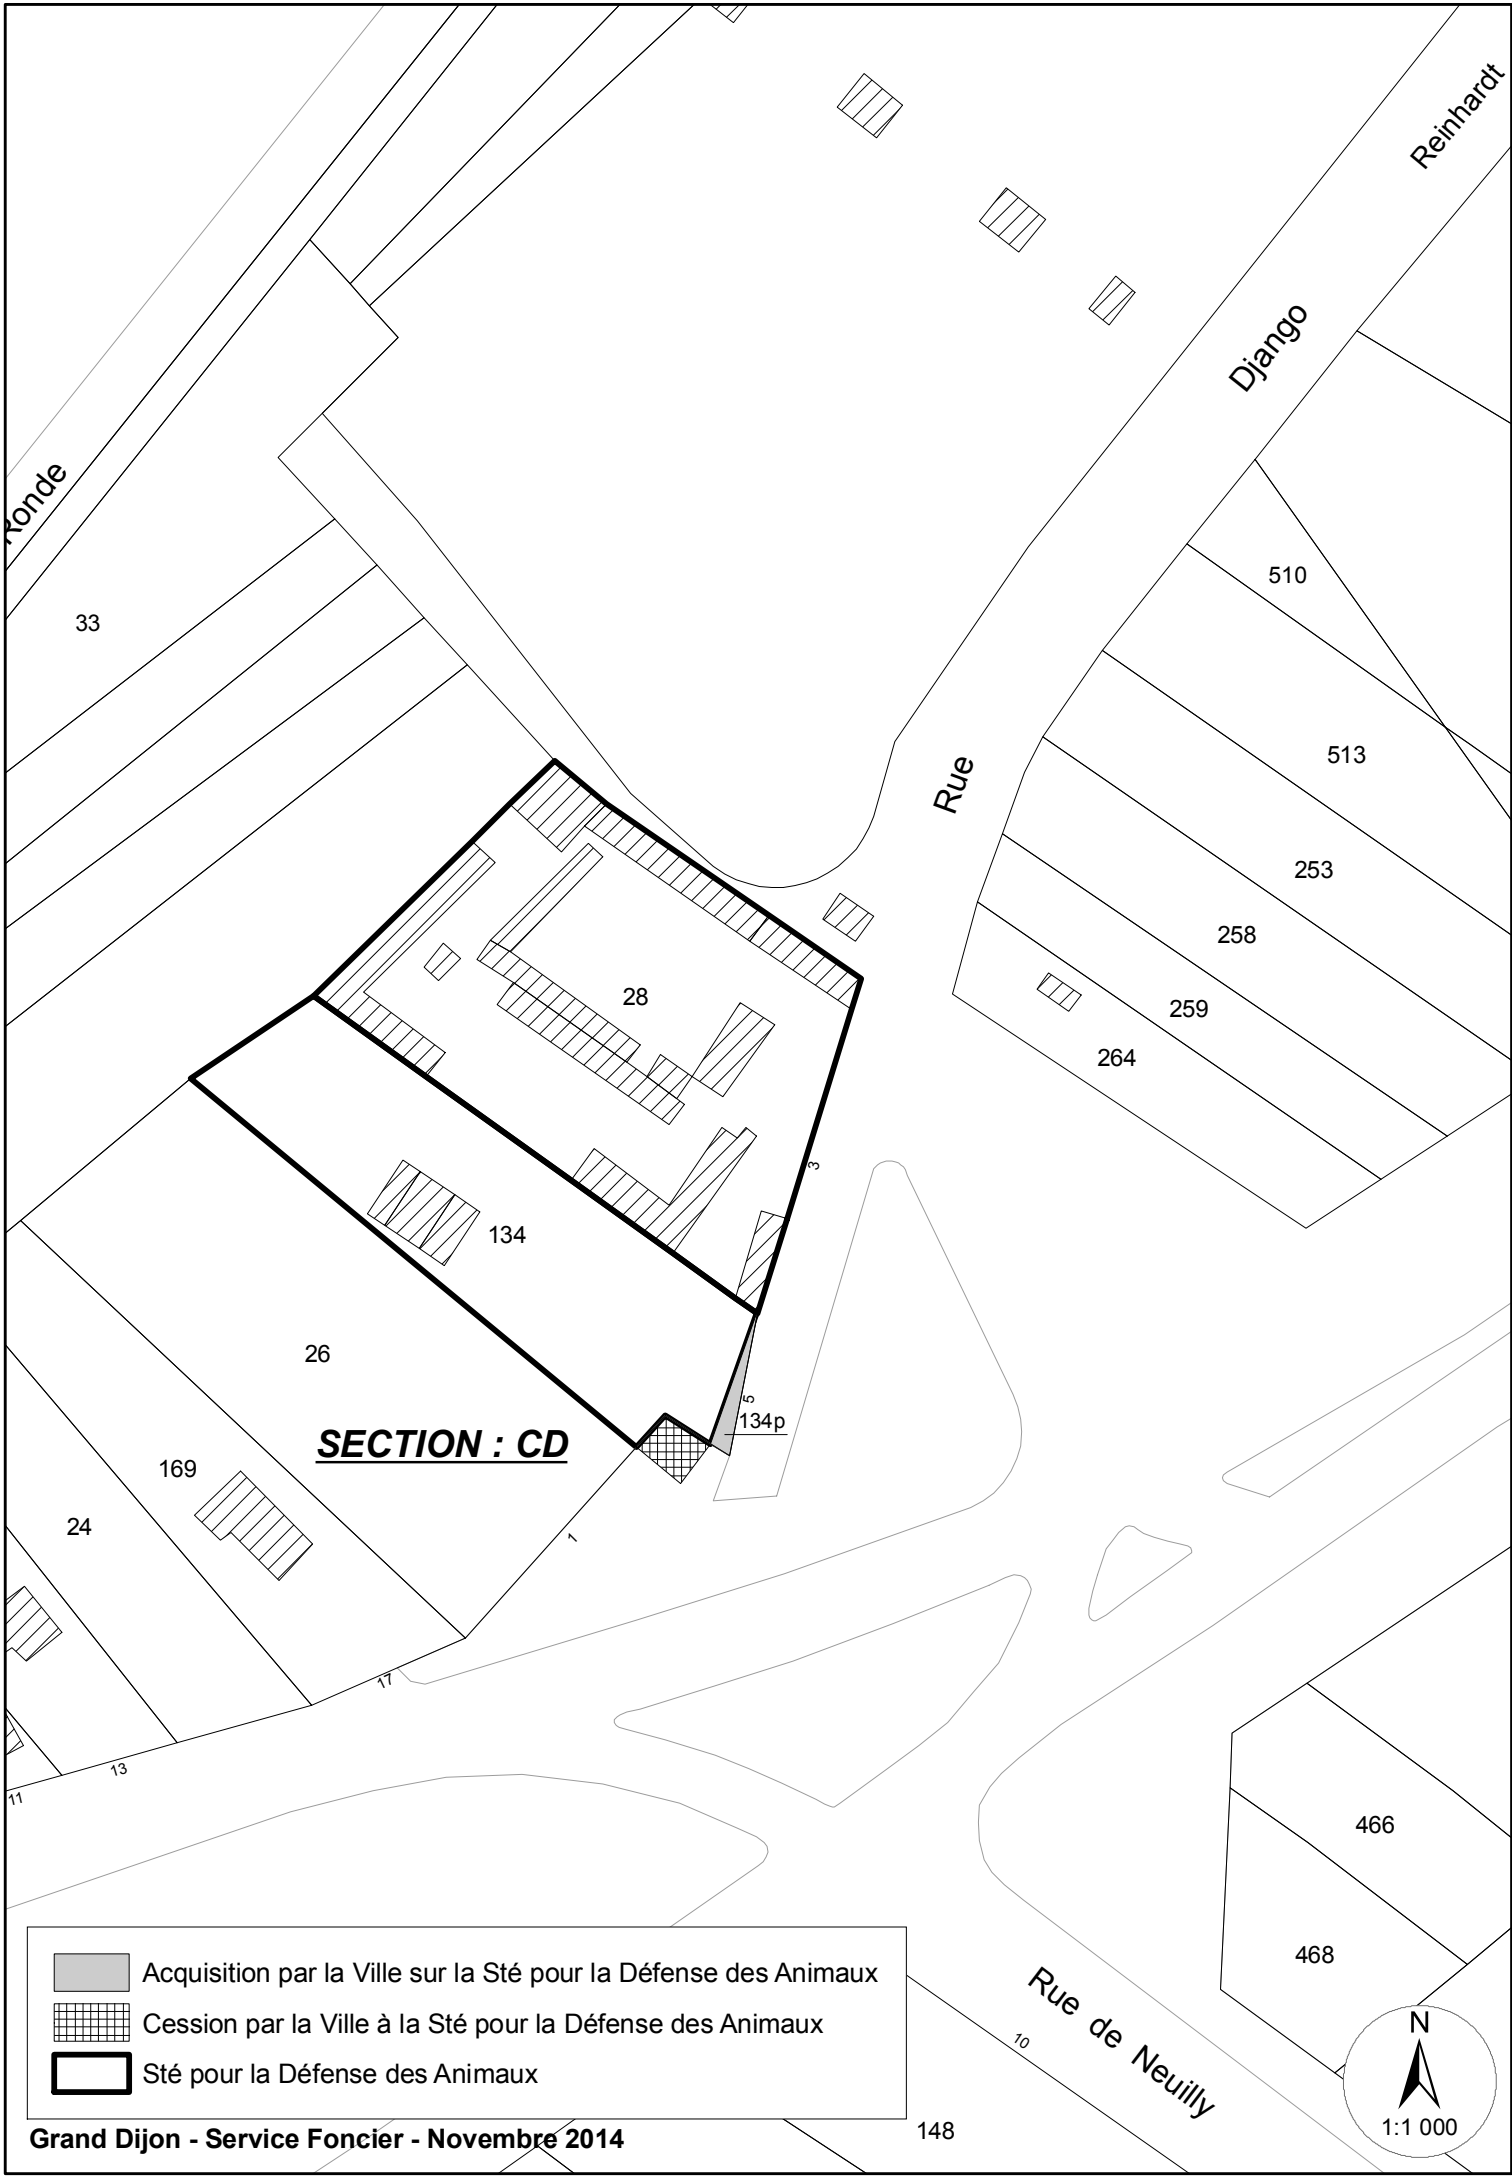 Reinhardt
Django
Ronde
510
33
513
Rue
253
258
28
259
264
3
134
26
5
134p
SECTION : CD
169
24
1
17
13
11
466
468
Acquisition par la Ville sur la Sté pour la Défense des Animaux
Cession par la Ville à la Sté pour la Défense des Animaux
Sté pour la Défense des Animaux
Rue de Neuilly
10
N
1:1 000
148
Grand Dijon - Service Foncier - Novembre 2014